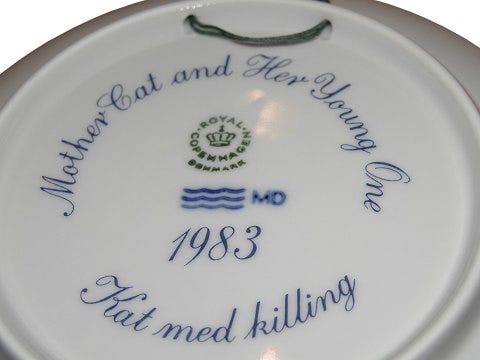 Mother Cat and Her Young One
ROYAL
COPENHAGEN
DENMARK
MD
1983
Kat med killing